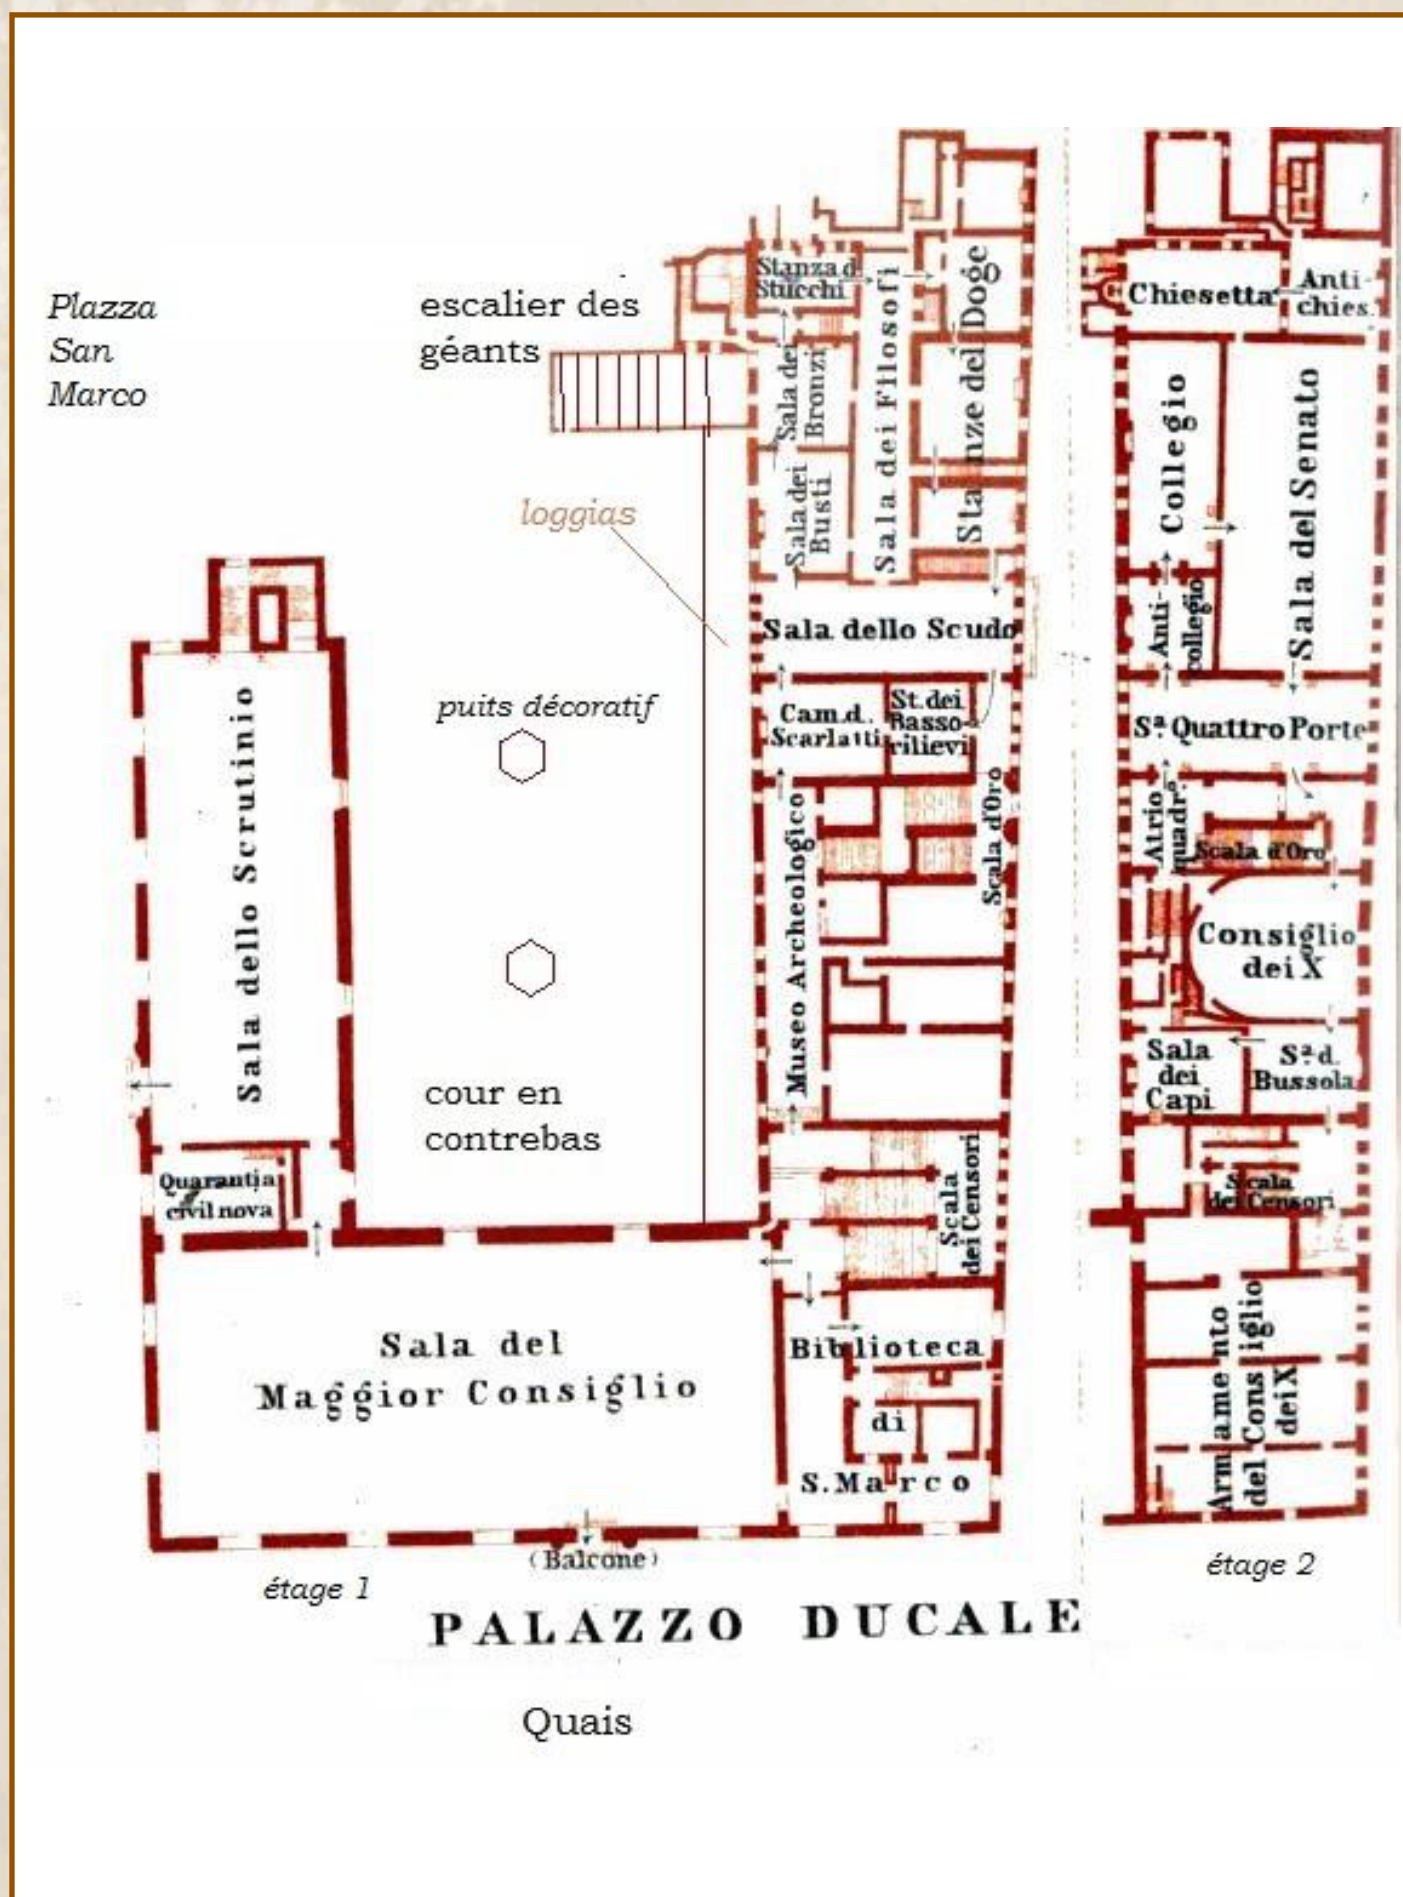 Plazza
San
Marco
escalier des
géants
loggias
puits décoratif
cour en
contrebas
Stanza d.
Stucchi
Sala dei Filosofi
Stanze del Doge
Sala dei
Bronzi
Sala dei
Busti
Sala dello Scudo
Cam. d.
Scarlatti
St. dei
Basso-
rilievi
Scala d'Oro
Museo Archeologico
Scala
dei Censori
Sala dello Scrutinio
Quarantia
civil nova
Sala del
Maggior Consiglio
Biblioteca
di
S. Marco
(Balcone)
étage 1
Chiesetta
Anti-
chies.
Collegio
Sala del Senato
Anti-
collegio
Sª. Quattro Porte
Atrio
quadrº.
Scala d'Oro
Consiglio
dei X
Sala
dei
Capi
Sª. d.
Bussola
Scala
dei Censori
Armamento
del Consiglio
dei X
étage 2
PALAZZO DUCALE
Quais